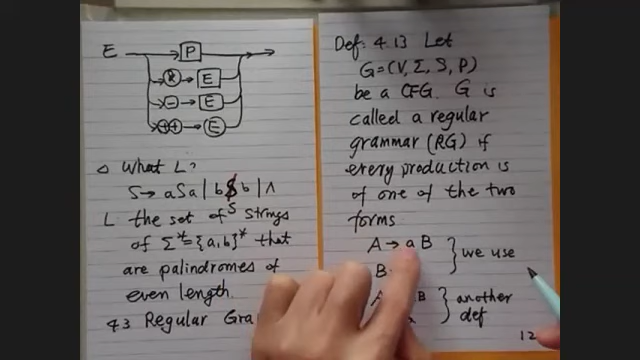 E
P
E
- E
++ E
What L?
S → aSa | bSb | Λ
L the set of strings
of Σ* = {a,b}* that
are palindromes of
even length.
4.3 Regular Gra
Def: 4.13 Let
G=(V, Σ, S, P)
be a CFG. G is
called a regular
grammar (RG) if
every production is
of one of the two
forms
A → aB
B
we use
B
another
def
12